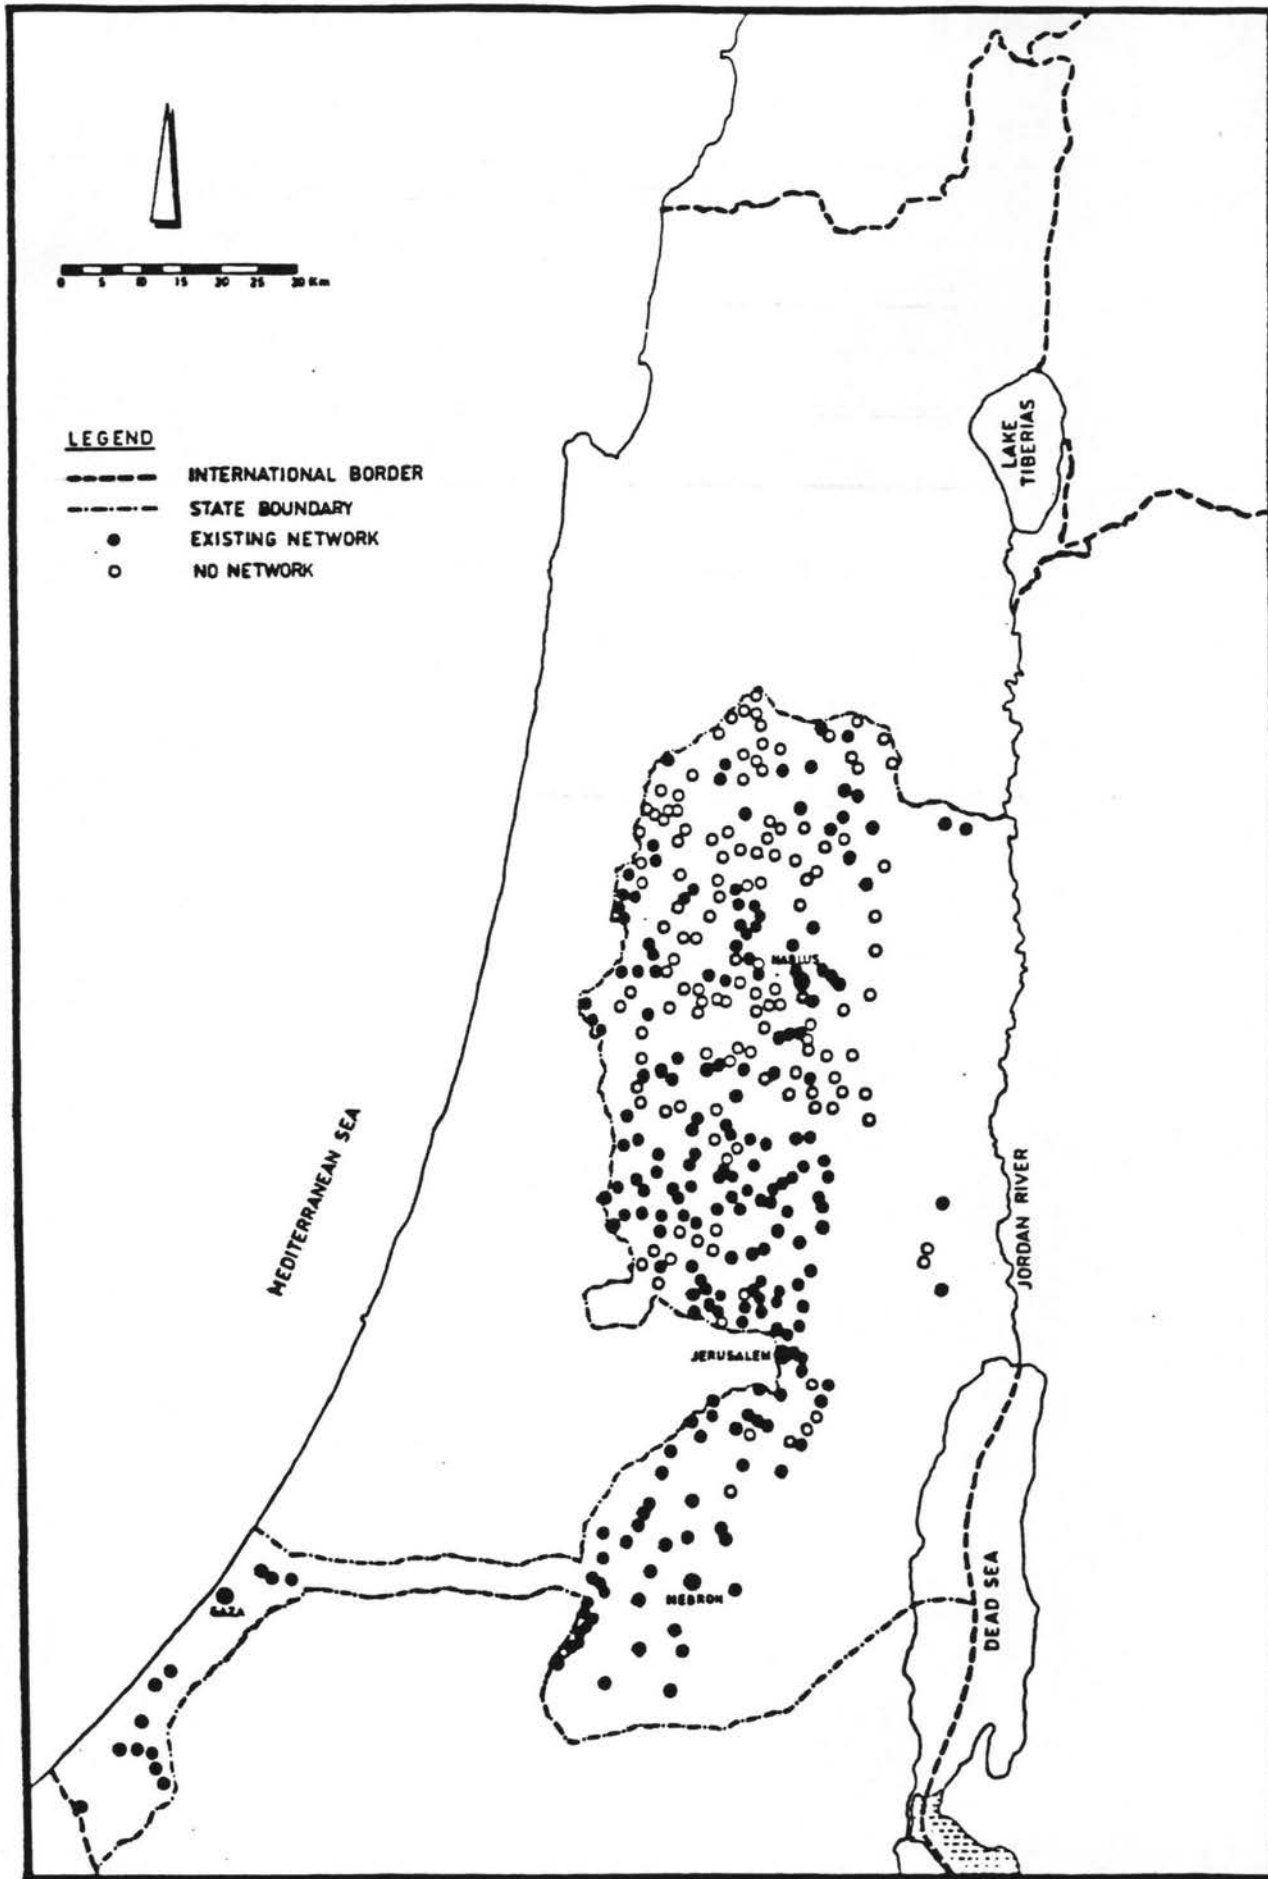 0 5 10 15 20 25 30 Km
LEGEND
INTERNATIONAL BORDER
STATE BOUNDARY
EXISTING NETWORK
NO NETWORK
LAKE
TIBERIAS
NABLUS
MEDITERRANEAN SEA
JORDAN RIVER
JERUSALEM
DEAD SEA
HEBRON
GAZA